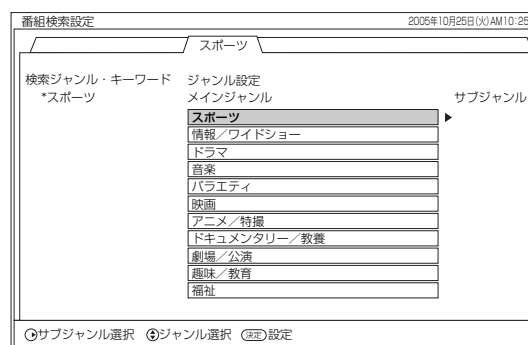 番組検索設定 2005年10月25日(火)AM10:25
スポーツ
検索ジャンル・キーワード ジャンル設定
*スポーツ メインジャンル サブジャンル
スポーツ
情報／ワイドショー
ドラマ
音楽
バラエティ
映画
アニメ／特撮
ドキュメンタリー／教養
劇場／公演
趣味／教育
福祉
サブジャンル選択 ジャンル選択 決定 設定